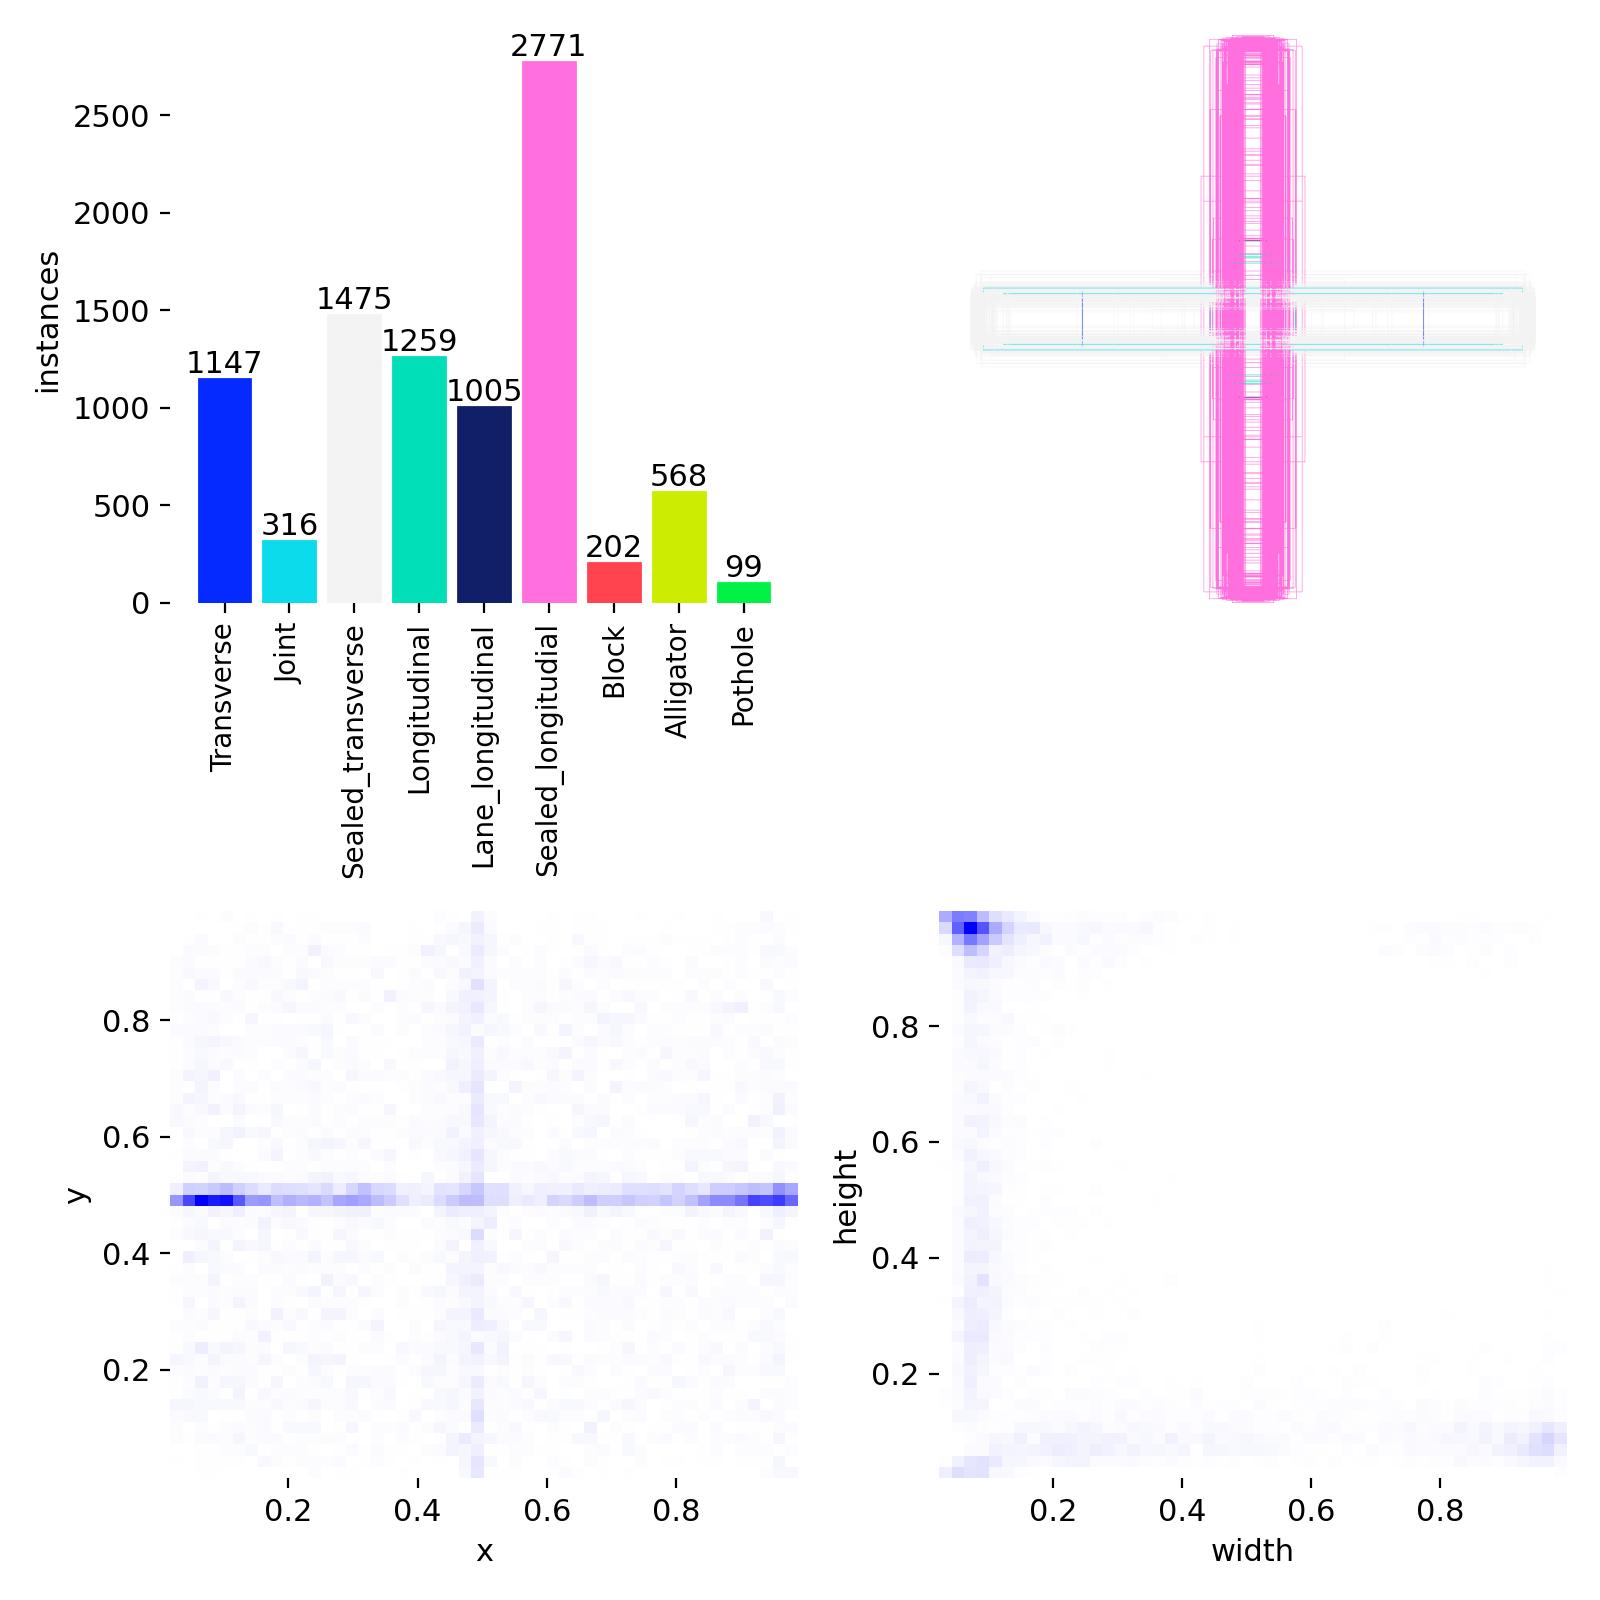 2771
2500
2000
1475
1500
1259
1147
1005
1000
568
500
316
202
99
0
instances
Transverse
Joint
Sealed_transverse
Longitudinal
Lane_longitudinal
Sealed_longitudial
Block
Alligator
Pothole
0.8
0.6
0.4
0.2
y
0.2 0.4 0.6 0.8
x
0.8
0.6
0.4
0.2
height
0.2 0.4 0.6 0.8
width